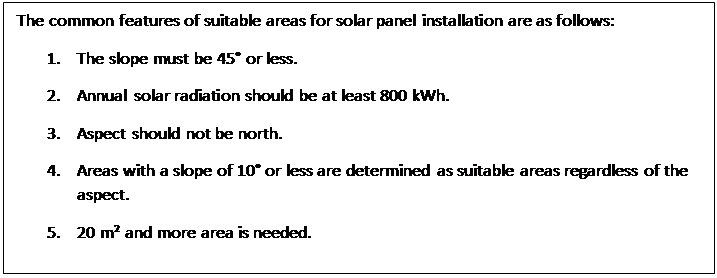 The common features of suitable areas for solar panel installation are as follows:
1. The slope must be 45° or less.
2. Annual solar radiation should be at least 800 kWh.
3. Aspect should not be north.
4. Areas with a slope of 10° or less are determined as suitable areas regardless of the
aspect.
5. 20 m² and more area is needed.